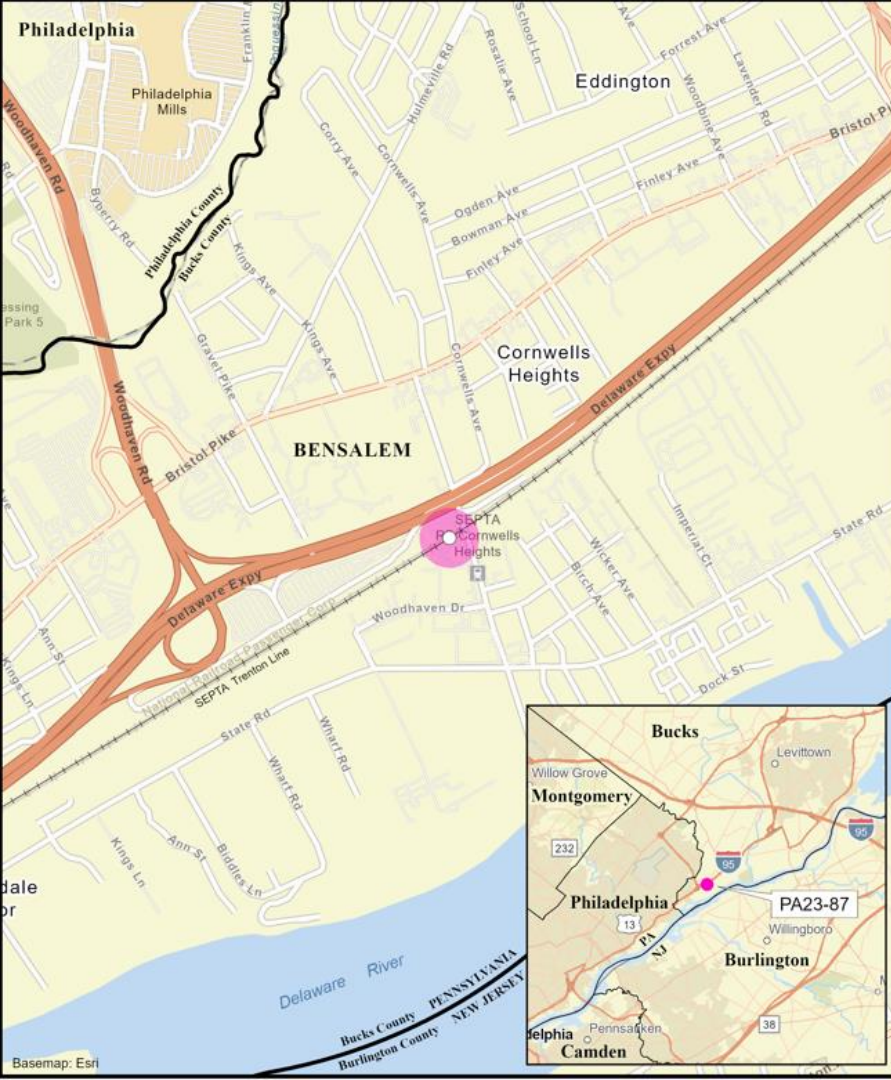 Philadelphia
Franklin
Philadelphia
Mills
Woodhaven Rd
Byberry Rd
Philadelphia County
Bucks County
Park 5
Rd
Hulmeville Rd
Rosalie Ave
School Ln
Ave
Forrest Ave
Eddington
Woodbine Ave
Lavender Rd
Bristol Pi
Corry Ave
Cornwells Ave
Ogden Ave
Bowman Ave
Finley Ave
Finley Ave
Kings Ave
Kings Ave
Gravel Pike
Cornwells Ave
Cornwells
Heights
Delaware Expy
Woodhaven Rd
Bristol Pike
BENSALEM
SEPTA
Cornwells
Heights
Imperial Ct
State Rd
Wicker Ave
Birch Ave
Delaware Expy
Woodhaven Dr
National Railroad Passenger Corp
SEPTA Trenton Line
Ann St
Kings Ln
Dock St
State Rd
Wharf Rd
Wharf Rd
Kings Ln
Ann St
Biddles Ln
dale
or
Delaware River
Bucks County PENNSYLVANIA
Burlington County NEW JERSEY
Basemap: Esri
Bucks
Levittown
Willow Grove
Montgomery
232
95
95
PA23-87
Philadelphia
13
PA
NJ
Willingboro
Burlington
38
delphia
Pennsauken
Camden